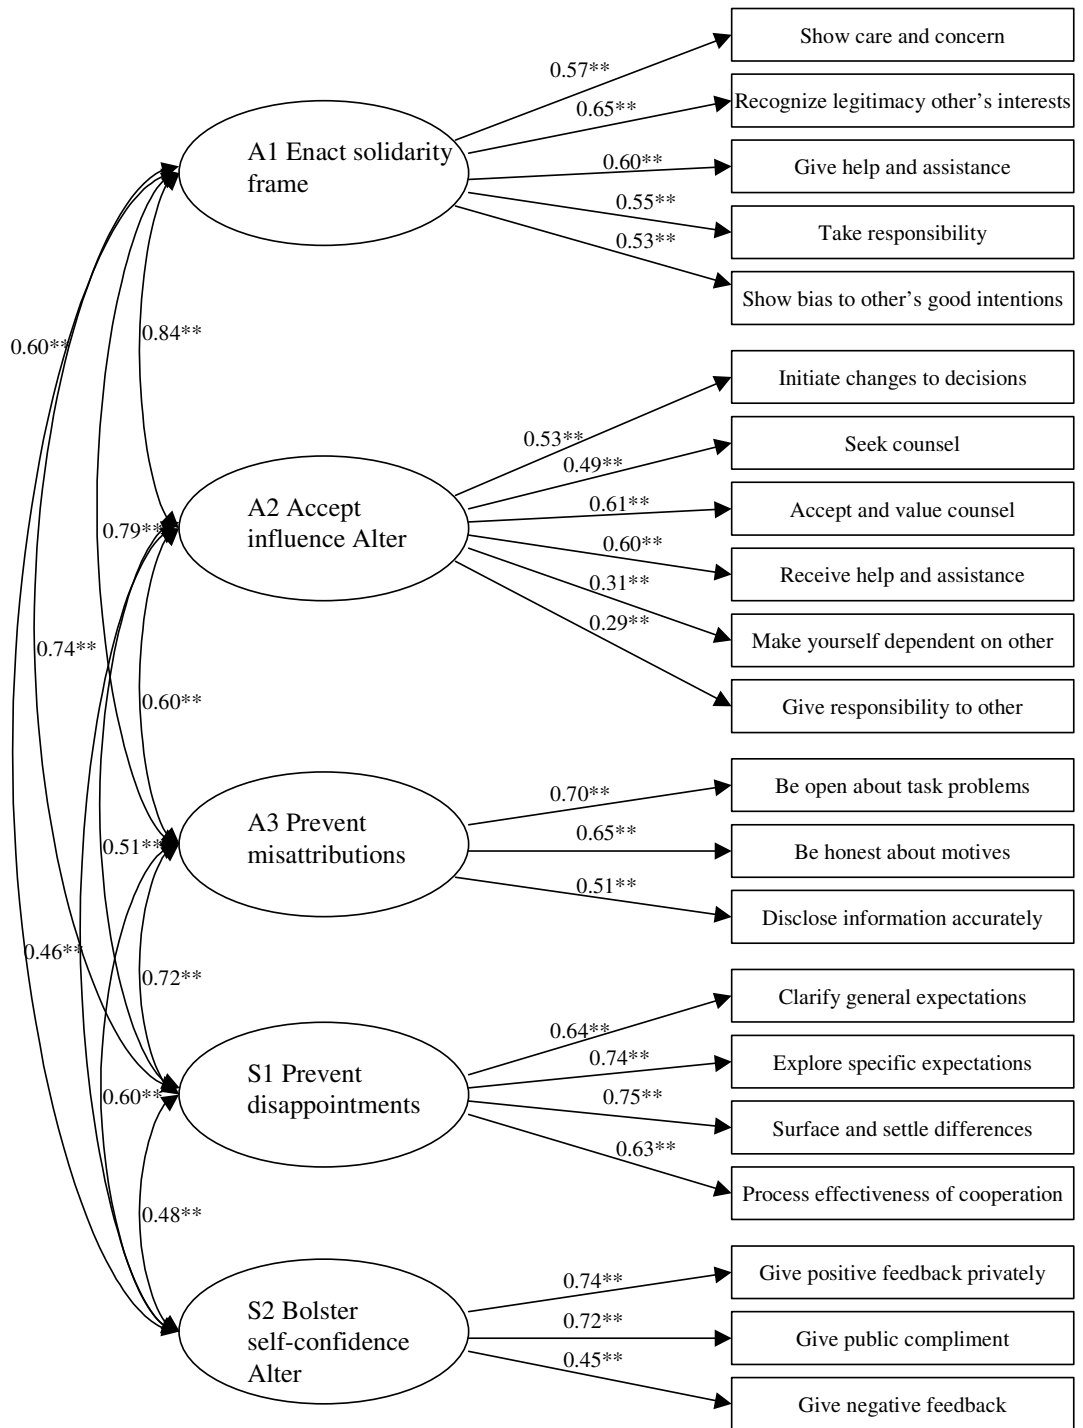 Show care and concern
0.57**
Recognize legitimacy other's interests
0.65**
A1 Enact solidarity
frame
0.60**
Give help and assistance
0.55**
Take responsibility
0.53**
Show bias to other's good intentions
0.84**
0.60**
Initiate changes to decisions
0.53**
Seek counsel
0.49**
A2 Accept
influence Alter
0.61**
Accept and value counsel
0.79**
0.60**
Receive help and assistance
0.31**
Make yourself dependent on other
0.29**
0.74**
Give responsibility to other
0.60**
Be open about task problems
0.70**
A3 Prevent
misattributions
0.65**
Be honest about motives
0.51**
0.51**
Disclose information accurately
0.46**
0.72**
Clarify general expectations
0.64**
Explore specific expectations
0.74**
S1 Prevent
disappointments
0.75**
0.60**
Surface and settle differences
0.63**
Process effectiveness of cooperation
0.48**
Give positive feedback privately
0.74**
S2 Bolster
self-confidence
Alter
0.72**
Give public compliment
0.45**
Give negative feedback